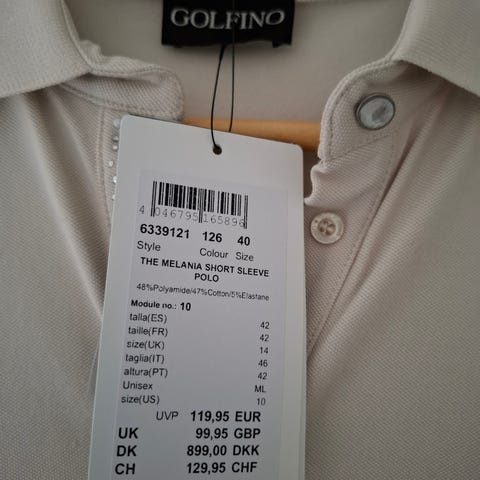 GOLFINO
4 046795 165896
6339121 126 40
Style Colour Size
THE MELANIA SHORT SLEEVE
POLO
48%Polyamide/47%Cotton/5%Elastane
Module no.: 10
talla(ES) 42
taille(FR) 42
size(UK) 14
taglia(IT) 46
altura(PT) 42
Unisex ML
size(US) 10
UVP 119,95 EUR
UK 99,95 GBP
DK 899,00 DKK
CH 129,95 CHF